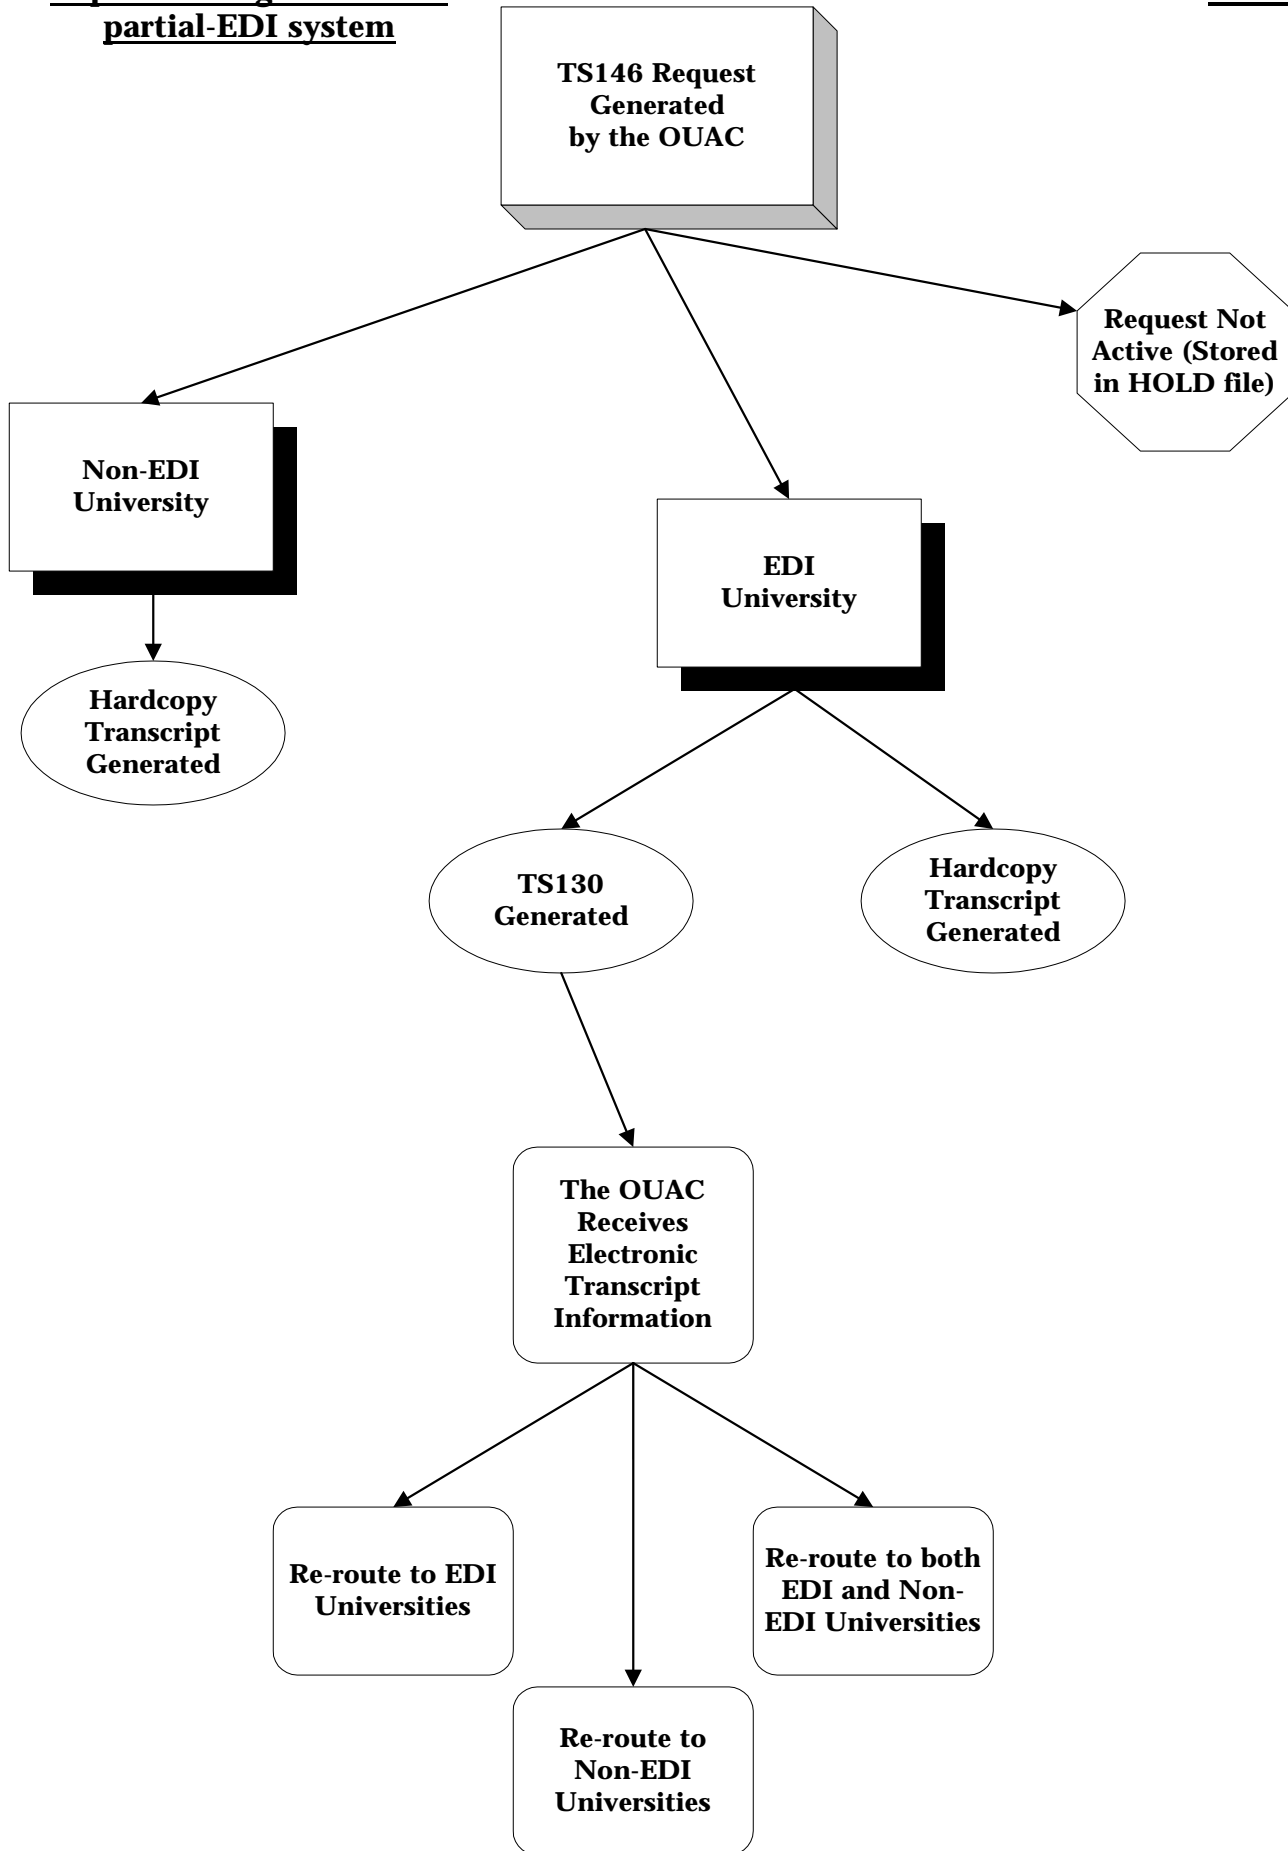 partial-EDI system
TS146 Request
Generated
by the OUAC
Request Not
Active (Stored
in HOLD file)
Non-EDI
University
EDI
University
Hardcopy
Transcript
Generated
TS130
Generated
Hardcopy
Transcript
Generated
The OUAC
Receives
Electronic
Transcript
Information
Re-route to EDI
Universities
Re-route to both
EDI and Non-
EDI Universities
Re-route to
Non-EDI
Universities